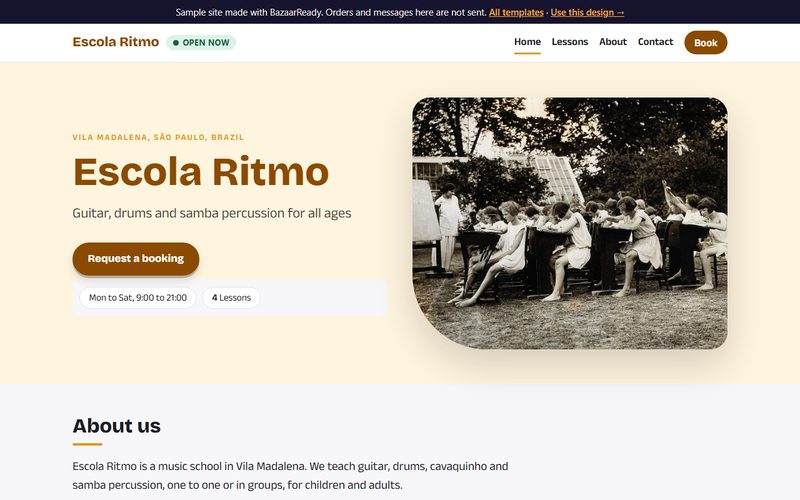 Sample site made with BazaarReady. Orders and messages here are not sent. All templates · Use this design →
Escola Ritmo
OPEN NOW
Home Lessons About Contact Book
VILA MADALENA, SÃO PAULO, BRAZIL
Escola Ritmo
Guitar, drums and samba percussion for all ages
Request a booking
Mon to Sat, 9:00 to 21:00
4 Lessons
About us
Escola Ritmo is a music school in Vila Madalena. We teach guitar, drums, cavaquinho and
samba percussion, one to one or in groups, for children and adults.